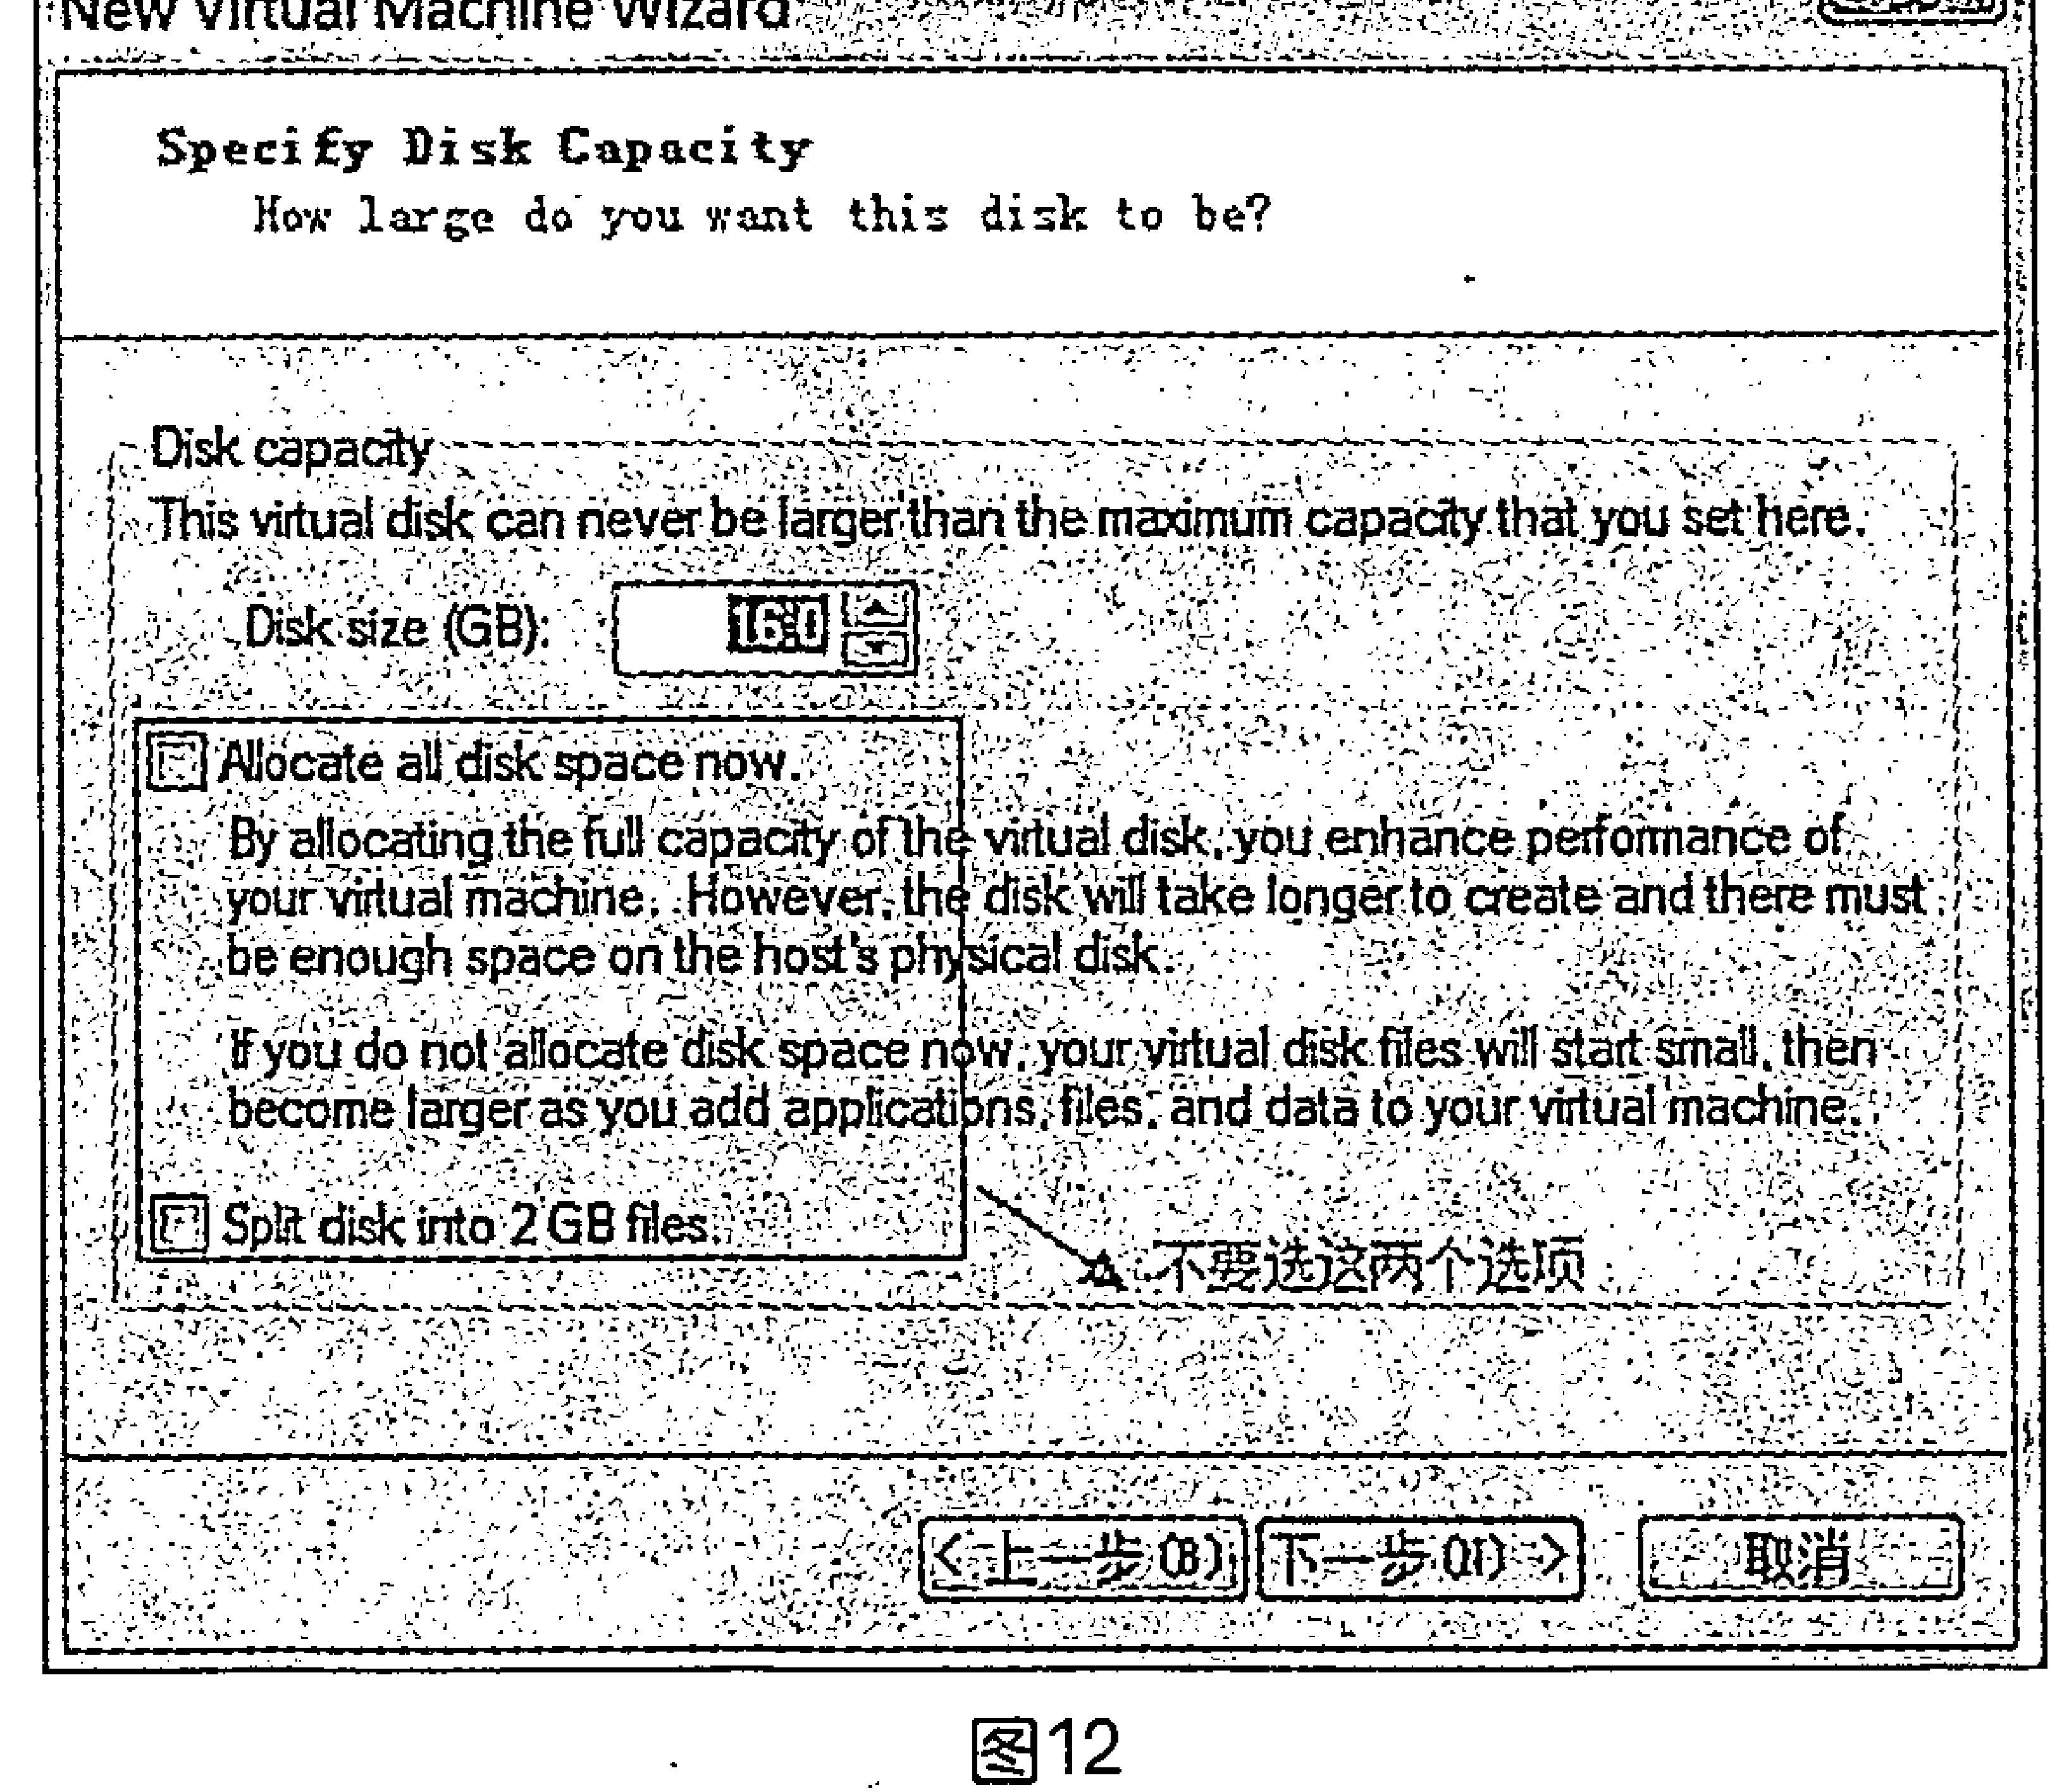 New Virtual Machine Wizard
Specify Disk Capacity
How large do you want this disk to be?
Disk capacity
This virtual disk can never be larger than the maximum capacity that you set here.
Disk size (GB):
16.0
Allocate all disk space now.
By allocating the full capacity of the virtual disk, you enhance performance of
your virtual machine. However, the disk will take longer to create and there must
be enough space on the host's physical disk.
If you do not allocate disk space now, your virtual disk files will start small, then
become larger as you add applications, files, and data to your virtual machine.
Split disk into 2 GB files.
不要选这两个选项
<上一步(B) 下一步(N) > 取消
图12